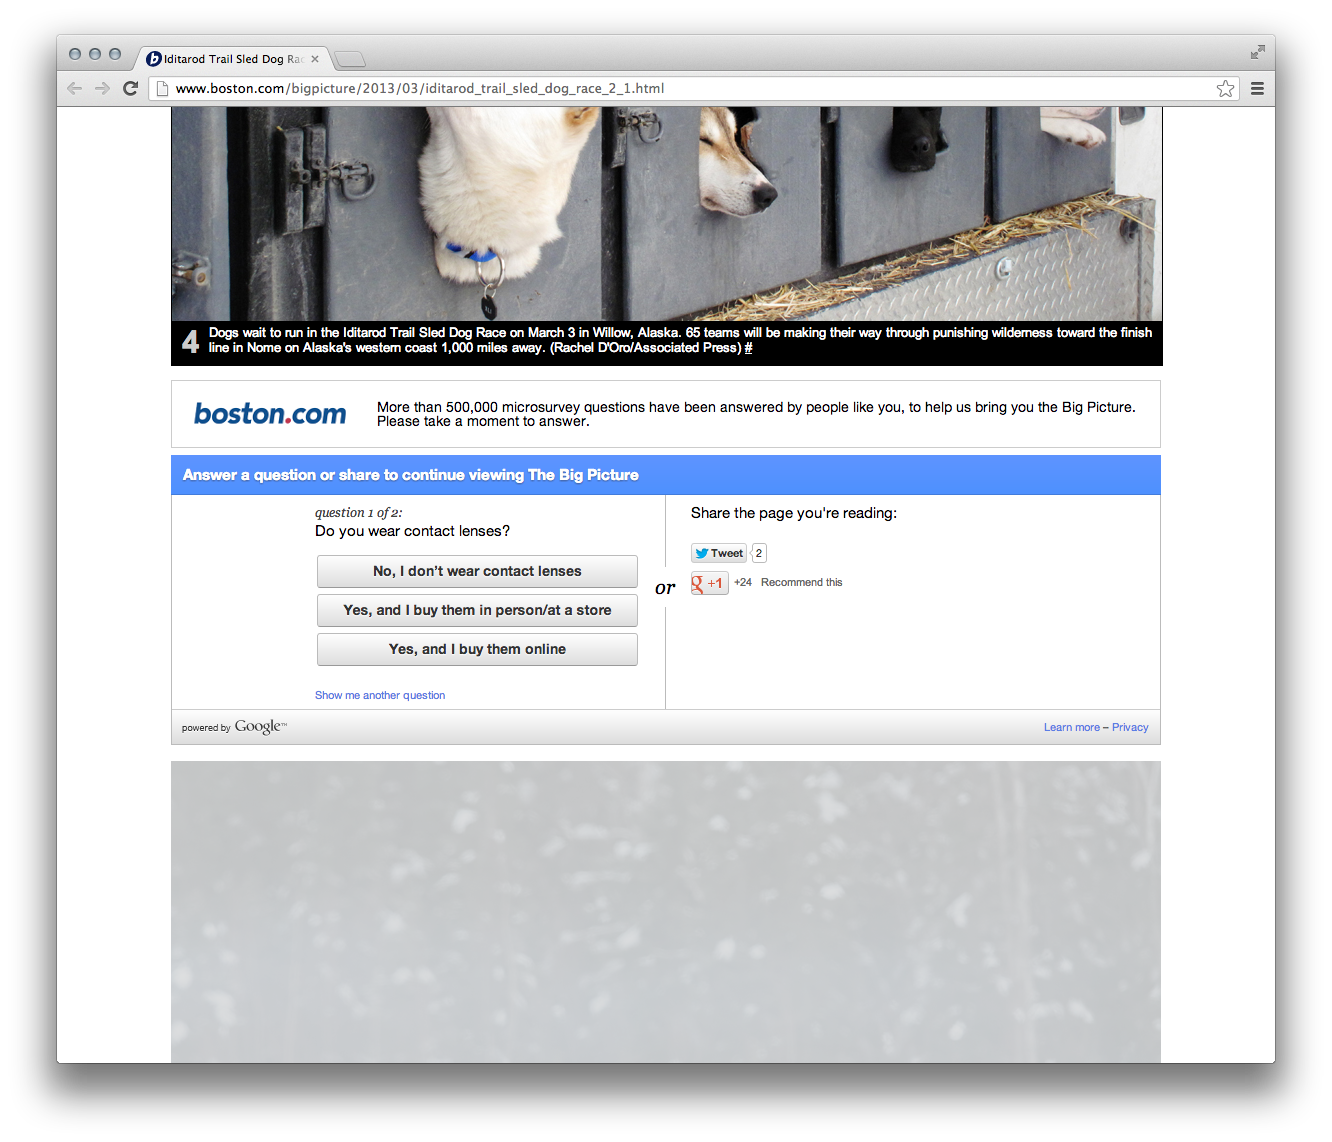 Iditarod Trail Sled Dog Ra
www.boston.com/bigpicture/2013/03/iditarod_trail_sled_dog_race_2_1.html
4
Dogs wait to run in the Iditarod Trail Sled Dog Race on March 3 in Willow, Alaska. 65 teams will be making their way through punishing wilderness toward the finish
line in Nome on Alaska's western coast 1,000 miles away. (Rachel D'Oro/Associated Press) #
boston.com
More than 500,000 microsurvey questions have been answered by people like you, to help us bring you the Big Picture.
Please take a moment to answer.
Answer a question or share to continue viewing The Big Picture
question 1 of 2:
Do you wear contact lenses?
No, I don’t wear contact lenses
Yes, and I buy them in person/at a store
Yes, and I buy them online
Show me another question
or
Share the page you're reading:
Tweet 2
g +1 +24 Recommend this
powered by Google™
Learn more – Privacy